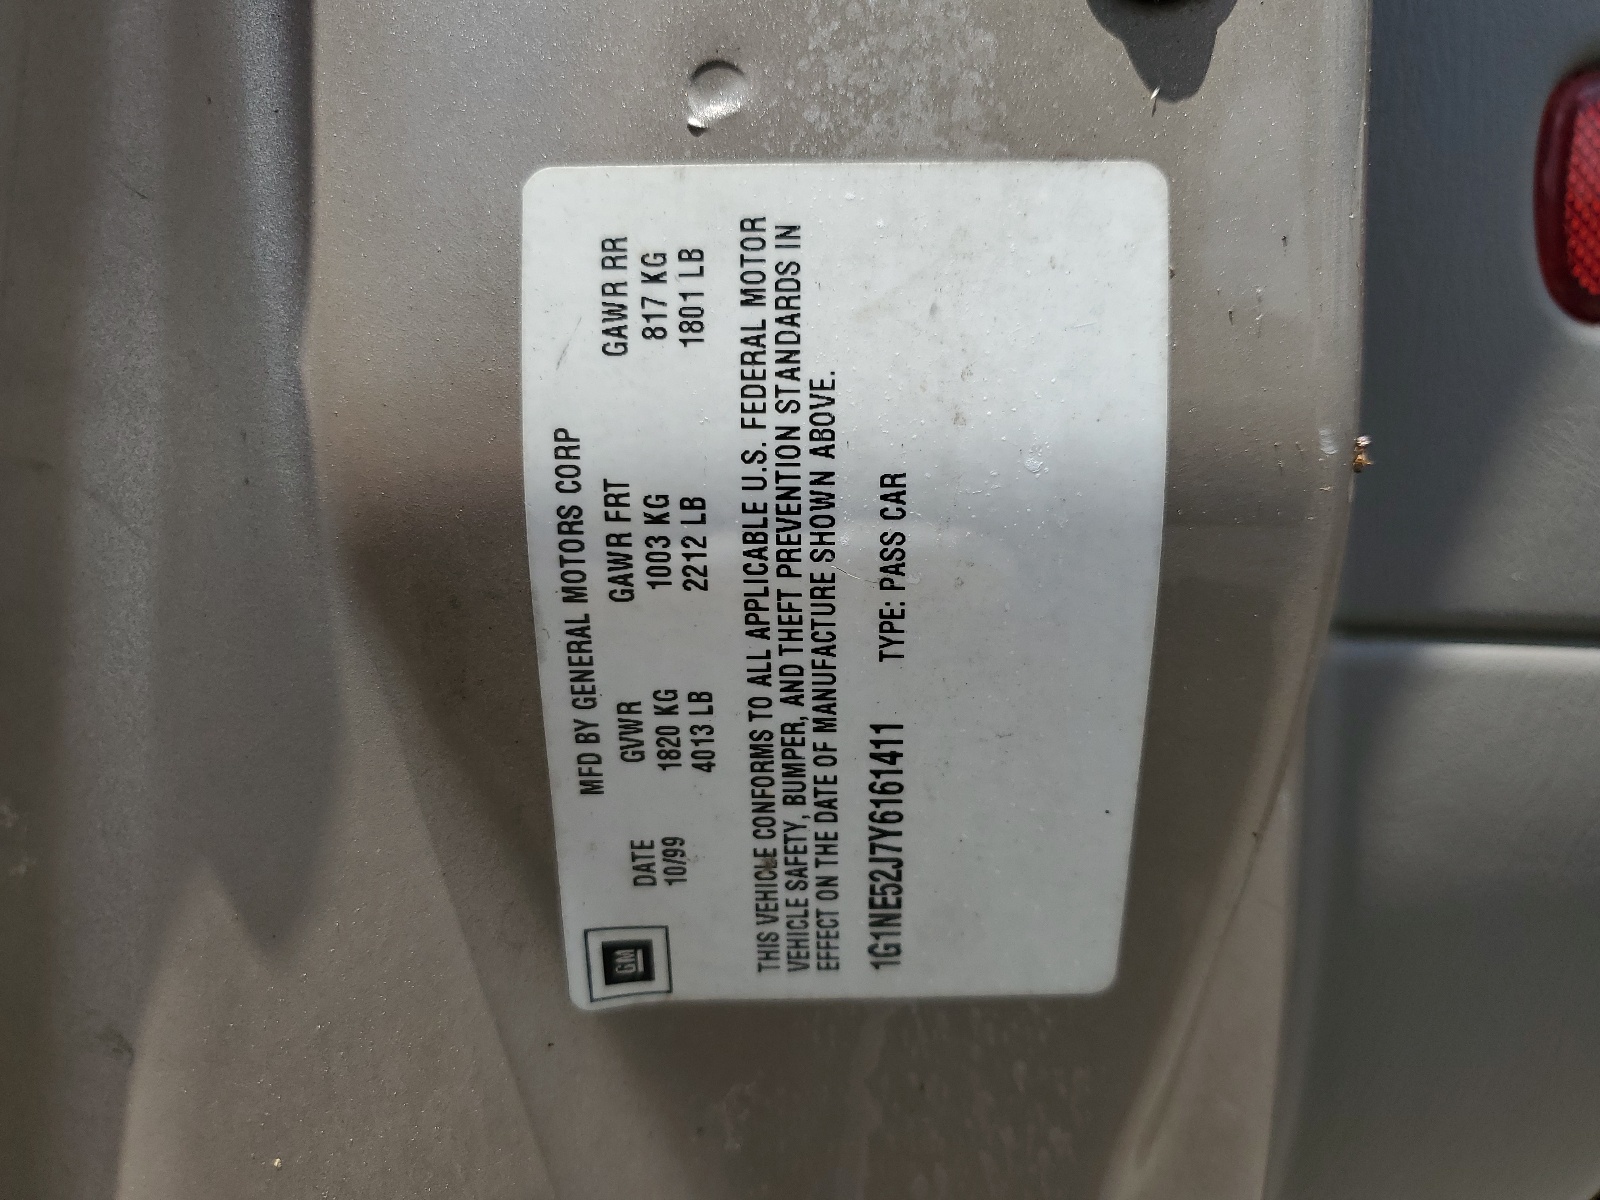 GM
MFD BY GENERAL MOTORS CORP
DATE GVWR GAWR FRT GAWR RR
10/99 1820 KG 1003 KG 817 KG
4013 LB 2212 LB 1801 LB
THIS VEHICLE CONFORMS TO ALL APPLICABLE U.S. FEDERAL MOTOR
VEHICLE SAFETY, BUMPER, AND THEFT PREVENTION STANDARDS IN
EFFECT ON THE DATE OF MANUFACTURE SHOWN ABOVE.
1G1NE52J7Y6161411 TYPE: PASS CAR